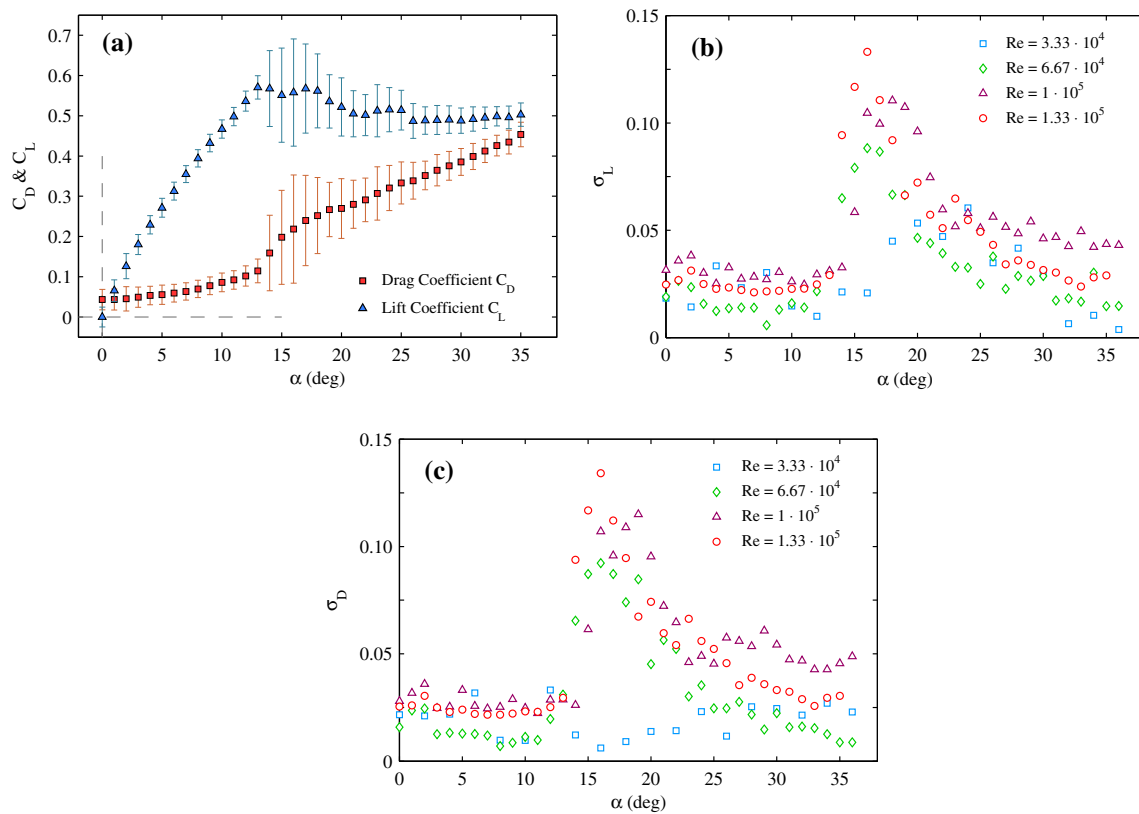 (a)
0.7
0.6
0.5
0.4
0.3
0.2
0.1
0
C_D & C_L
Drag Coefficient C_D
Lift Coefficient C_L
0 5 10 15 20 25 30 35
α (deg)
(b)
0.15
0.10
0.05
0
σ_L
Re = 3.33 · 10^4
Re = 6.67 · 10^4
Re = 1 · 10^5
Re = 1.33 · 10^5
0 5 10 15 20 25 30 35
α (deg)
(c)
0.15
0.10
0.05
0
σ_D
Re = 3.33 · 10^4
Re = 6.67 · 10^4
Re = 1 · 10^5
Re = 1.33 · 10^5
0 5 10 15 20 25 30 35
α (deg)